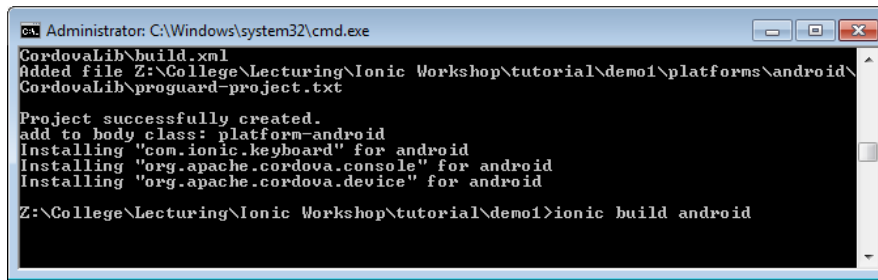 Administrator: C:\Windows\system32\cmd.exe
CordovaLib\build.xml
Added file Z:\College\Lecturing\Ionic Workshop\tutorial\demo1\platforms\android\
CordovaLib\proguard-project.txt
Project successfully created.
add to body class: platform-android
Installing "com.ionic.keyboard" for android
Installing "org.apache.cordova.console" for android
Installing "org.apache.cordova.device" for android
Z:\College\Lecturing\Ionic Workshop\tutorial\demo1>ionic build android